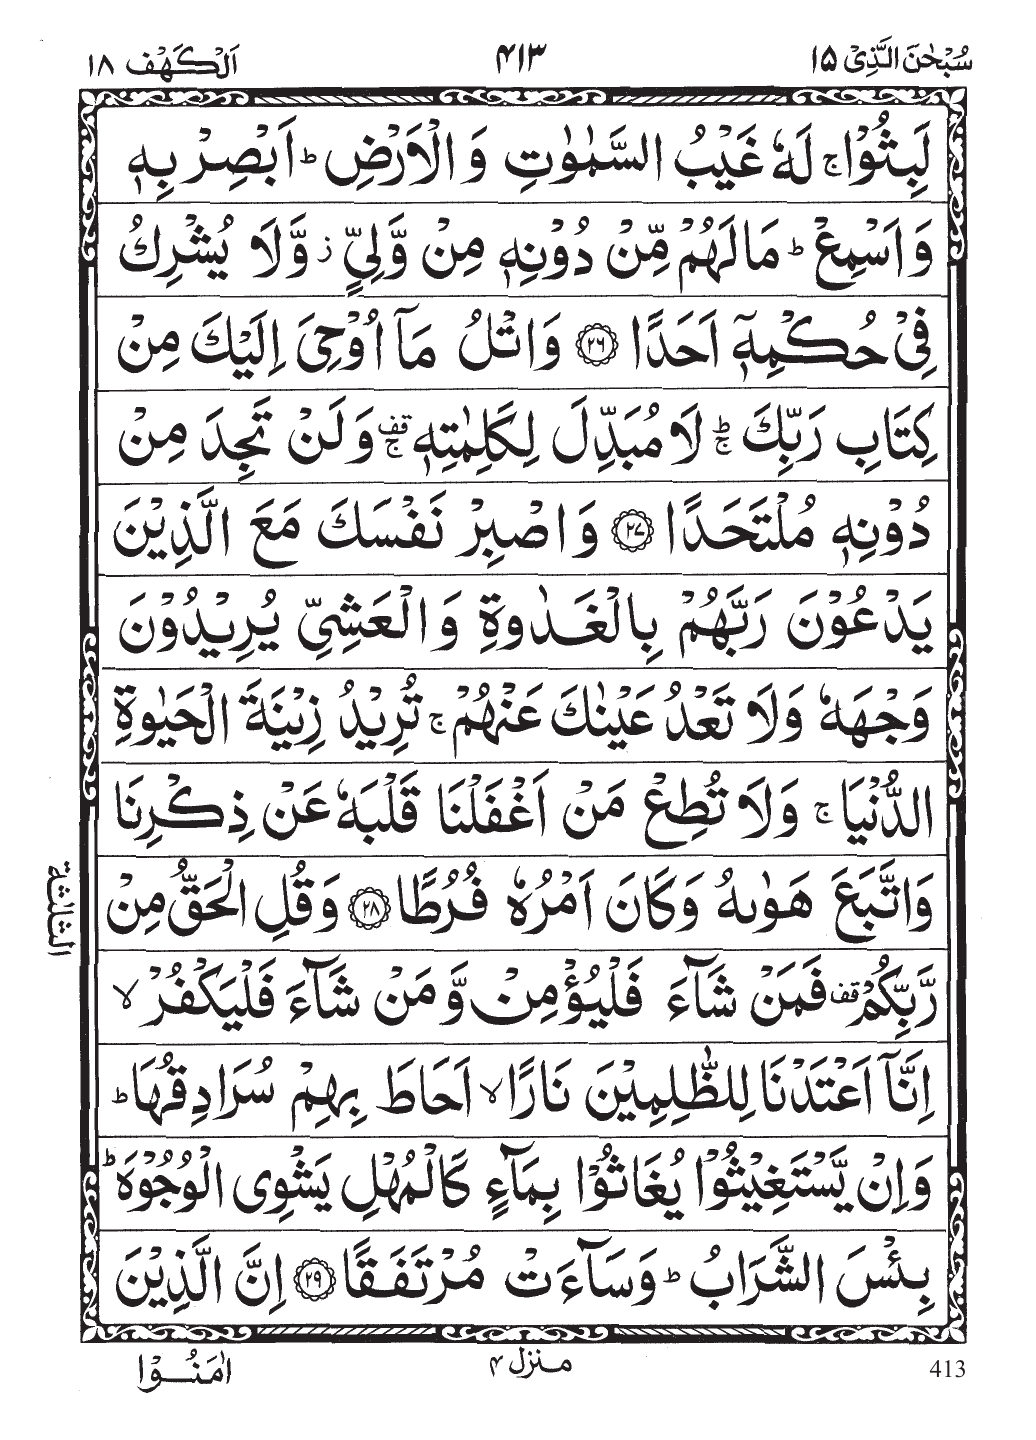 سُبْحٰنَ الَّذِیْ ۱۵
۴۱۳
اَلْكَهْف ۱۸
لَبِثُوْا ۚ لَهٗ غَیْبُ السَّمٰوٰتِ وَ الْاَرْضِ ؕ اَبْصِرْ بِهٖ
وَ اَسْمِعْ ؕ مَا لَهُمْ مِّنْ دُوْنِهٖ مِنْ وَّلِیٍّ ؗ وَّ لَا یُشْرِكُ
فِیْ حُكْمِهٖۤ اَحَدًا ۲۶ وَ اتْلُ مَاۤ اُوْحِیَ اِلَیْكَ مِنْ
كِتَابِ رَبِّكَ ؕۚ لَا مُبَدِّلَ لِكَلِمٰتِهٖ قف ۚ وَ لَنْ تَجِدَ مِنْ
دُوْنِهٖ مُلْتَحَدًا ۲۷ وَ اصْبِرْ نَفْسَكَ مَعَ الَّذِیْنَ
یَدْعُوْنَ رَبَّهُمْ بِالْغَدٰوةِ وَ الْعَشِیِّ یُرِیْدُوْنَ
وَجْهَهٗ وَ لَا تَعْدُ عَیْنٰكَ عَنْهُمْ ۚ تُرِیْدُ زِیْنَةَ الْحَیٰوةِ
الدُّنْیَا ۚ وَ لَا تُطِعْ مَنْ اَغْفَلْنَا قَلْبَهٗ عَنْ ذِكْرِنَا
وَ اتَّبَعَ هَوٰىهُ وَ كَانَ اَمْرُهٗ فُرُطًا ۲۸ وَ قُلِ الْحَقُّ مِنْ
الثلٰثة
رَّبِّكُمْ قف فَمَنْ شَآءَ فَلْیُؤْمِنْ وَّ مَنْ شَآءَ فَلْیَكْفُرْ ۙ
اِنَّاۤ اَعْتَدْنَا لِلظّٰلِمِیْنَ نَارًا ۙ اَحَاطَ بِهِمْ سُرَادِقُهَا ؕ
وَ اِنْ یَّسْتَغِیْثُوْا یُغَاثُوْا بِمَآءٍ كَالْمُهْلِ یَشْوِی الْوُجُوْهَ ؕ
بِئْسَ الشَّرَابُ ؕ وَ سَآءَتْ مُرْتَفَقًا ۲۹ اِنَّ الَّذِیْنَ
اٰمَنُوْا
منزل ۴
413